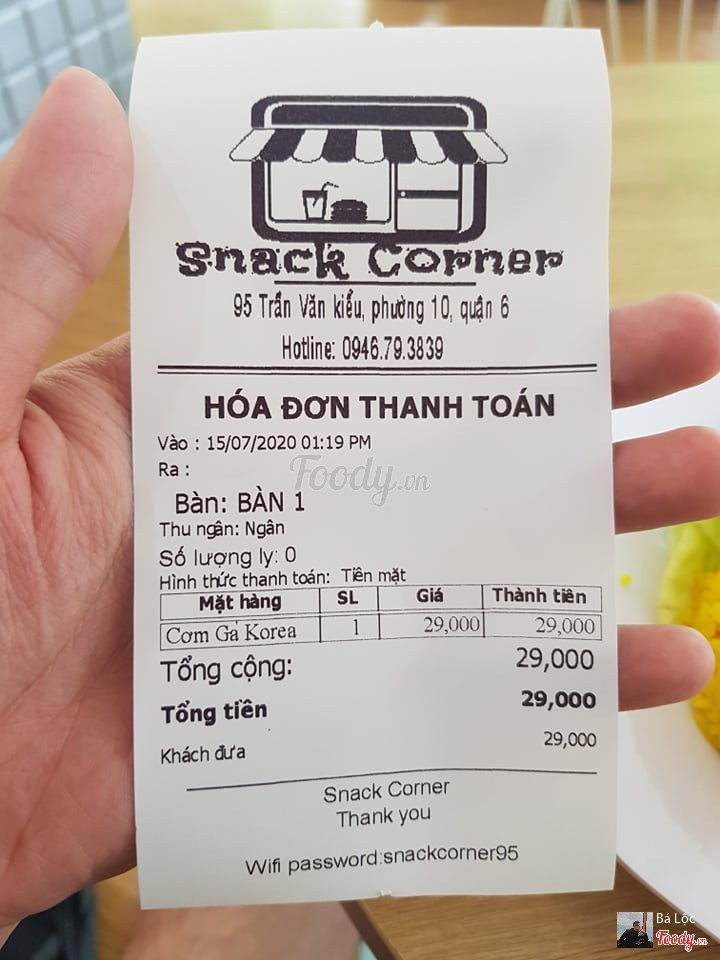 Snack Corner
95 Trần Văn kiểu, phường 10, quận 6
Hotline: 0946.79.3839
HÓA ĐƠN THANH TOÁN
Vào : 15/07/2020 01:19 PM
Ra :
Foody.vn
Bàn: BÀN 1
Thu ngân: Ngân
Số lượng ly: 0
Hình thức thanh toán: Tiền mặt
Mặt hàng SL Giá Thành tiền
Cơm Gà Korea 1 29,000 29,000
Tổng cộng: 29,000
Tổng tiền 29,000
Khách đưa 29,000
Snack Corner
Thank you
Wifi password:snackcorner95
Bá Lộc
Foody.vn